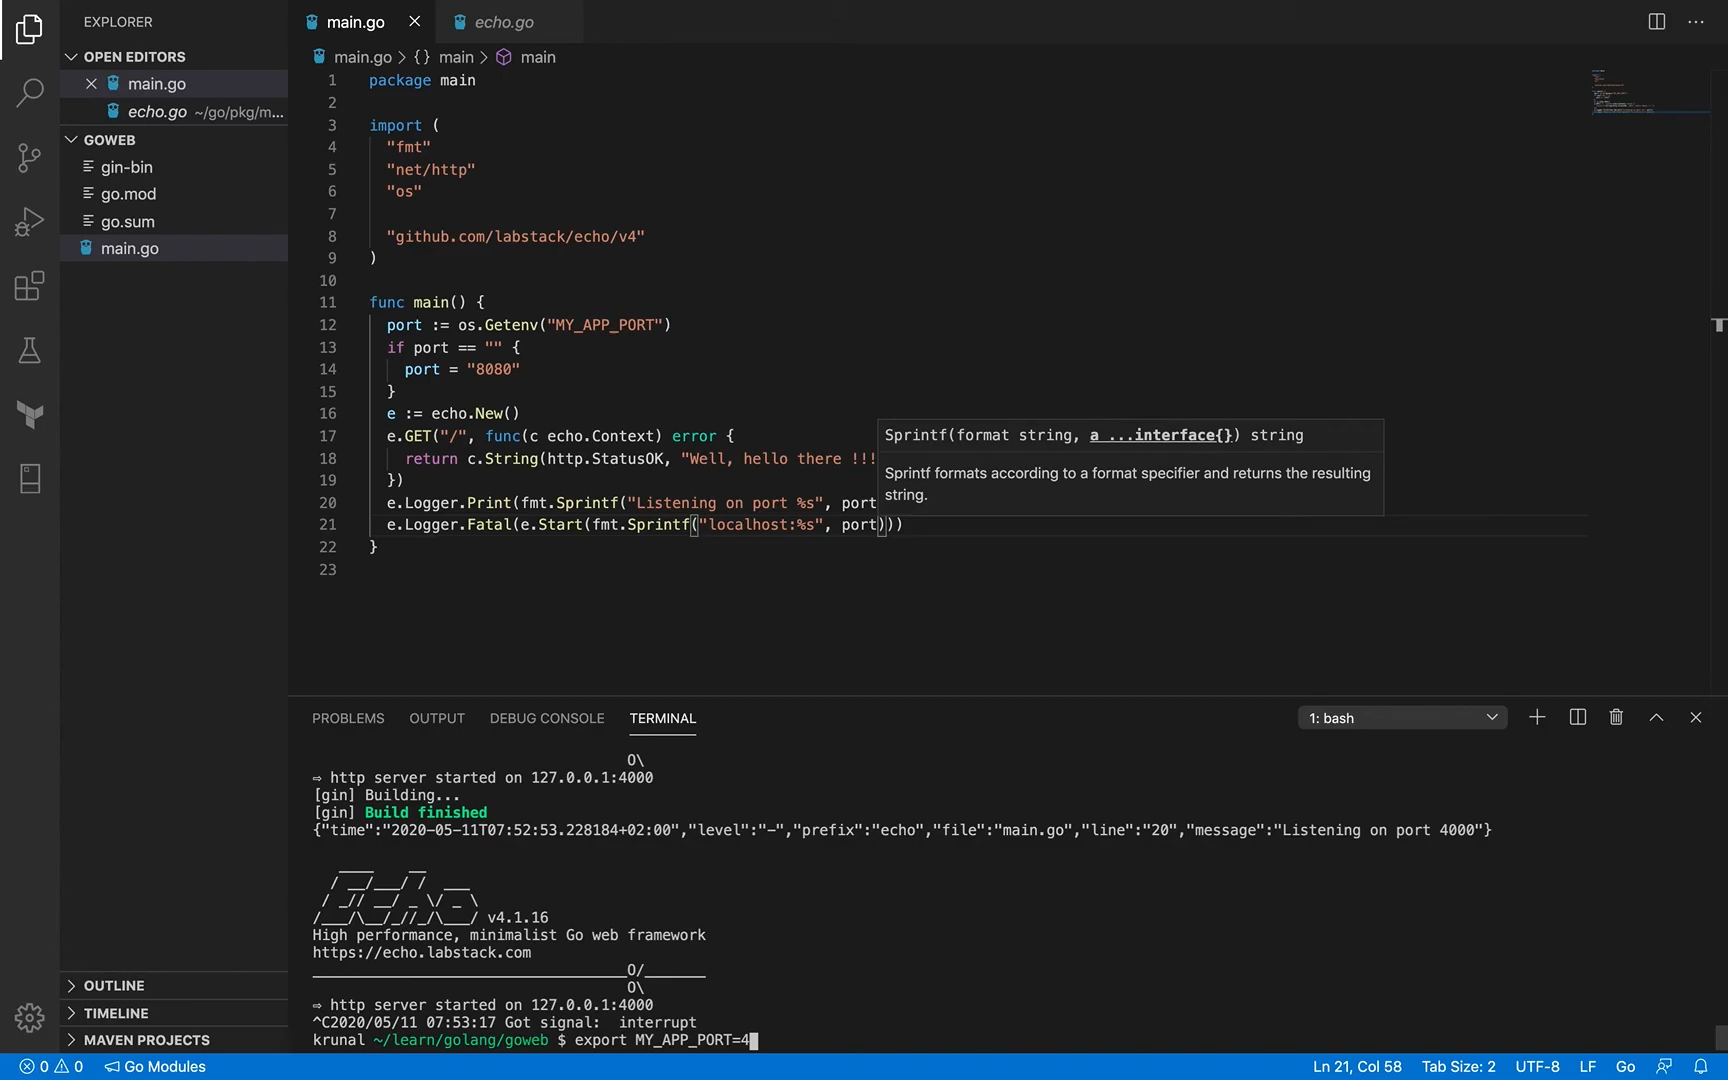 EXPLORER
OPEN EDITORS
main.go
echo.go ~/go/pkg/m...
GOWEB
gin-bin
go.mod
go.sum
main.go
OUTLINE
TIMELINE
MAVEN PROJECTS
main.go
echo.go
main.go > {} main > main
1 package main
2
3 import (
4 "fmt"
5 "net/http"
6 "os"
7
8 "github.com/labstack/echo/v4"
9 )
10
11 func main() {
12 port := os.Getenv("MY_APP_PORT")
13 if port == "" {
14 port = "8080"
15 }
16 e := echo.New()
17 e.GET("/", func(c echo.Context) error {
18 return c.String(http.StatusOK, "Well, hello there !!!
19 })
20 e.Logger.Print(fmt.Sprintf("Listening on port %s", port
21 e.Logger.Fatal(e.Start(fmt.Sprintf("localhost:%s", port)))
22 }
23
Sprintf(format string, a ...interface{}) string
Sprintf formats according to a format specifier and returns the resulting
string.
PROBLEMS OUTPUT DEBUG CONSOLE TERMINAL
1: bash
O\
⇨ http server started on 127.0.0.1:4000
[gin] Building...
[gin] Build finished
{"time":"2020-05-11T07:52:53.228184+02:00","level":"-","prefix":"echo","file":"main.go","line":"20","message":"Listening on port 4000"}
   ____    __
  / __/___/ /  ___
 / _// __/ _ \/ _ \
/___/\__/_//_/\___/ v4.1.16
High performance, minimalist Go web framework
https://echo.labstack.com
____________________________________O/_______
O\
⇨ http server started on 127.0.0.1:4000
^C2020/05/11 07:53:17 Got signal:  interrupt
krunal ~/learn/golang/goweb $ export MY_APP_PORT=4
0 0 Go Modules
Ln 21, Col 58 Tab Size: 2 UTF-8 LF Go